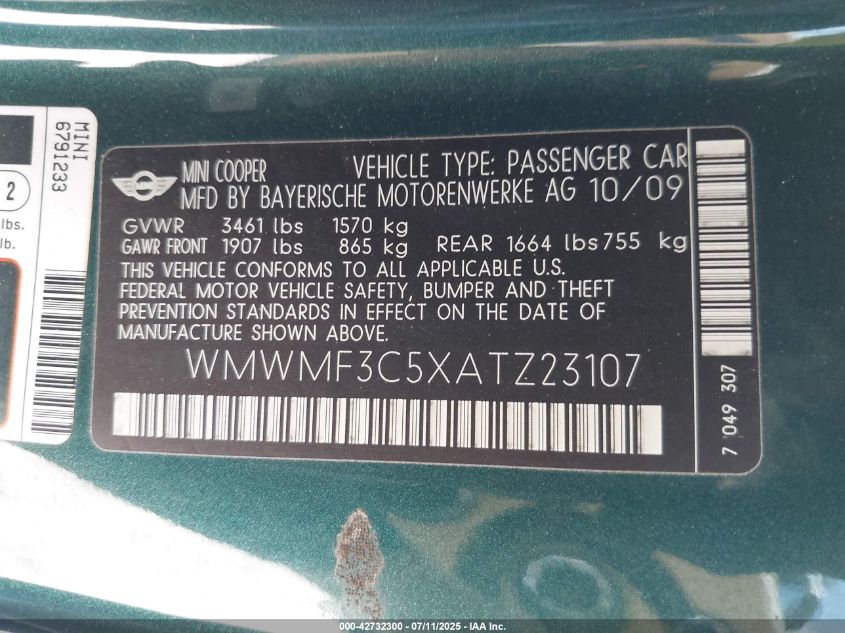 MINI
6791233
2
lbs.
lb.
MINI
MINI COOPER VEHICLE TYPE: PASSENGER CAR
MFD BY BAYERISCHE MOTORENWERKE AG 10/09
GVWR 3461 lbs 1570 kg
GAWR FRONT 1907 lbs 865 kg REAR 1664 lbs 755 kg
THIS VEHICLE CONFORMS TO ALL APPLICABLE U.S.
FEDERAL MOTOR VEHICLE SAFETY, BUMPER AND THEFT
PREVENTION STANDARDS IN EFFECT ON THE DATE OF
MANUFACTURE SHOWN ABOVE.
WMWMF3C5XATZ23107
7 049 307
000-42732300 - 07/11/2025 - IAA Inc.